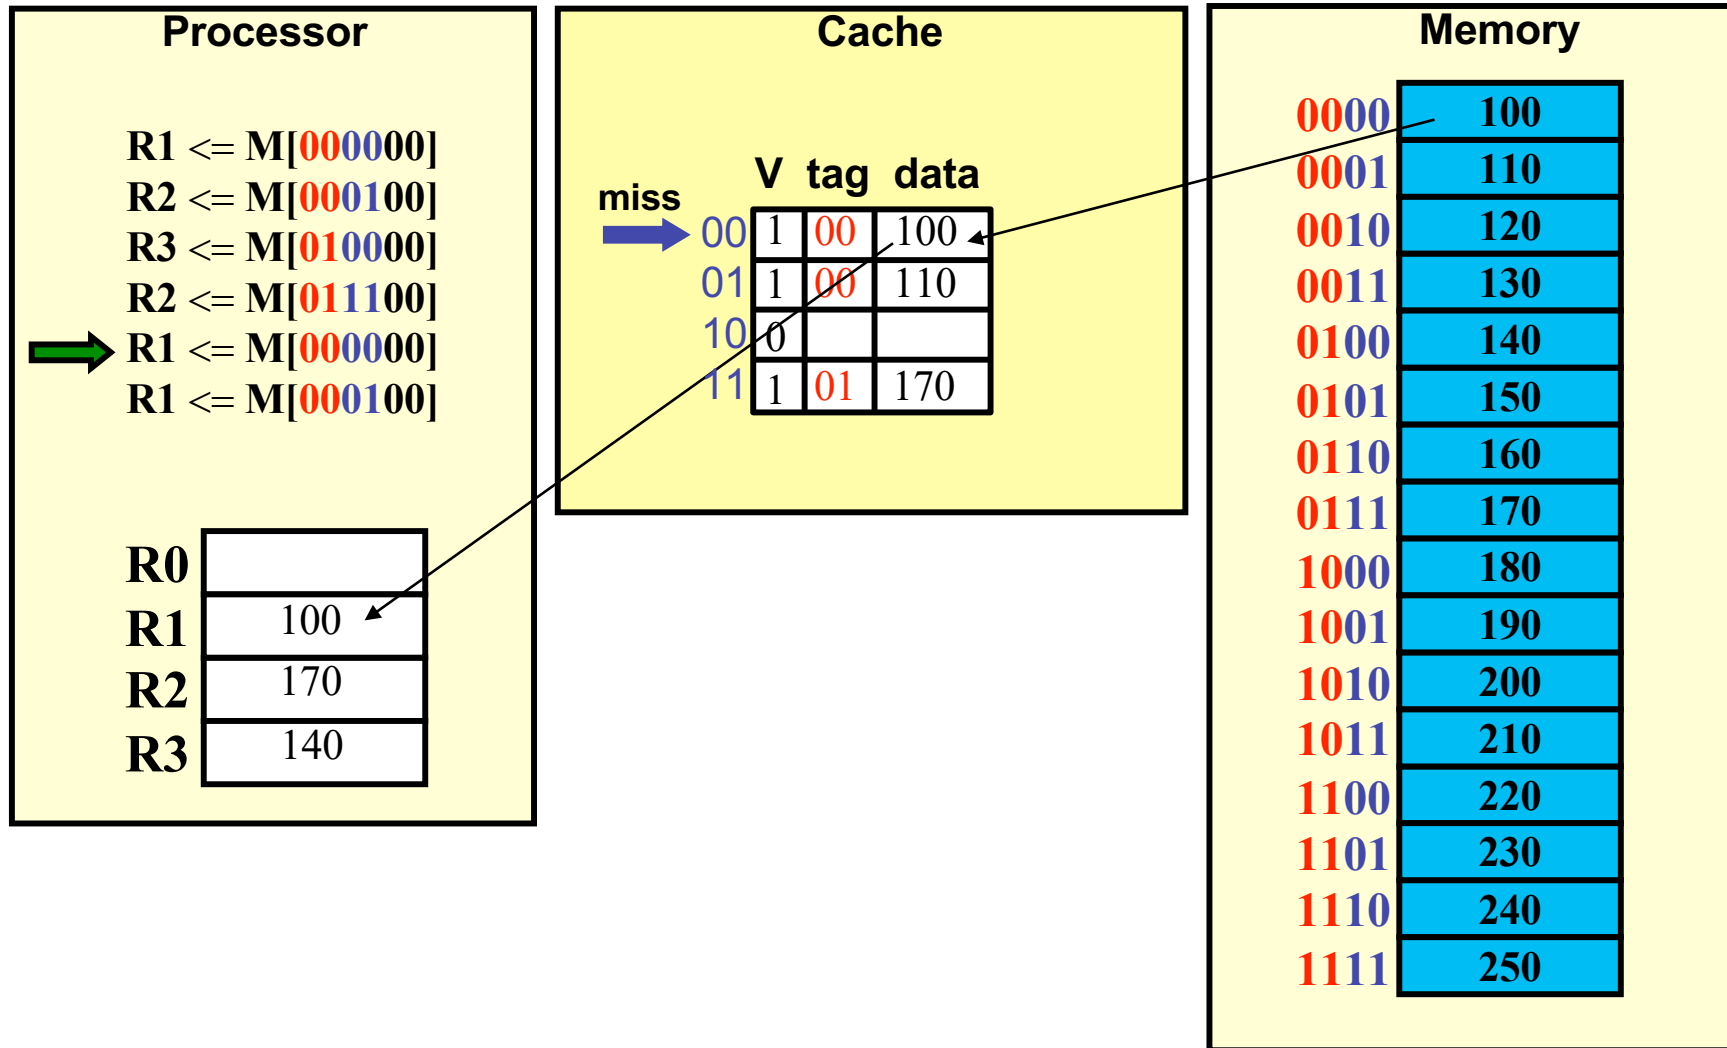 Processor
R1 <= M[000000]
R2 <= M[000100]
R3 <= M[010000]
R2 <= M[011100]
R1 <= M[000000]
R1 <= M[000100]
R0
R1 100
R2 170
R3 140
Cache
V tag data
miss
00 1 00 100
01 1 00 110
10 0
11 1 01 170
Memory
0000 100
0001 110
0010 120
0011 130
0100 140
0101 150
0110 160
0111 170
1000 180
1001 190
1010 200
1011 210
1100 220
1101 230
1110 240
1111 250